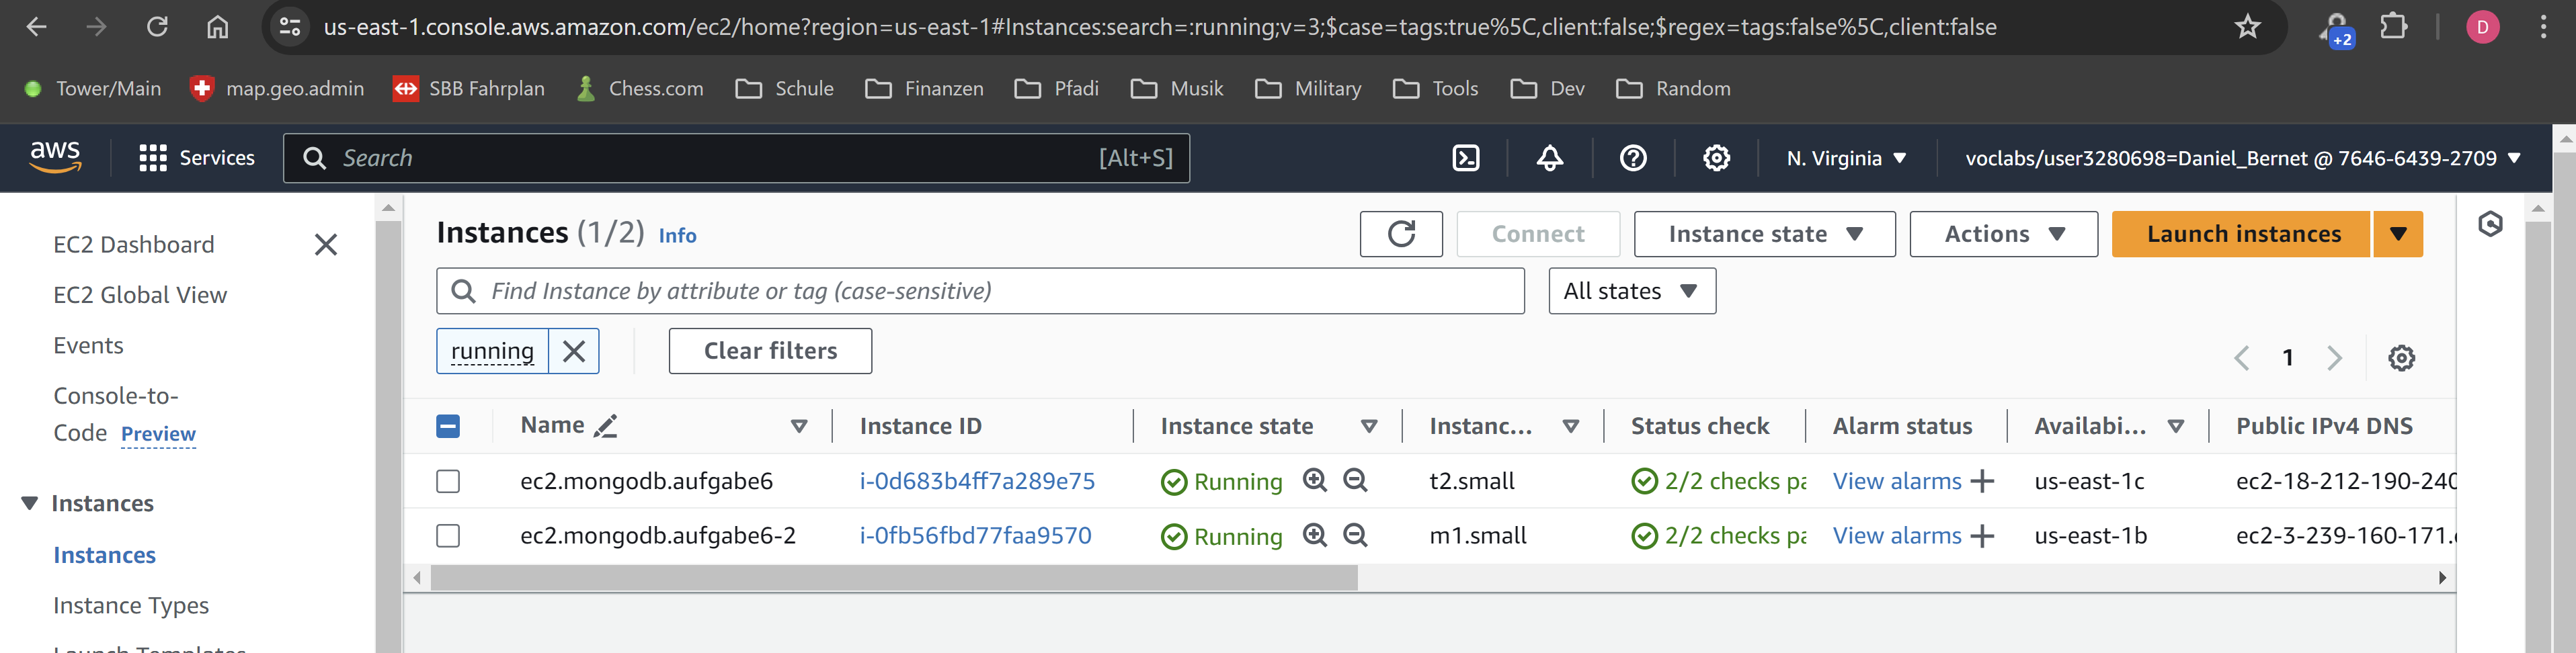 us-east-1.console.aws.amazon.com/ec2/home?region=us-east-1#Instances:search=:running;v=3;$case=tags:true%5C,client:false;$regex=tags:false%5C,client:false
+2
D
Tower/Main map.geo.admin SBB Fahrplan Chess.com Schule Finanzen Pfadi Musik Military Tools Dev Random
aws Services Search [Alt+S] N. Virginia voclabs/user3280698=Daniel_Bernet @ 7646-6439-2709
EC2 Dashboard
EC2 Global View
Events
Console-to-
Code Preview
Instances
Instances
Instance Types
Launch Templates
Instances (1/2) Info Connect Instance state Actions Launch instances
Find Instance by attribute or tag (case-sensitive) All states
running Clear filters 1
Name Instance ID Instance state Instanc... Status check Alarm status Availabi... Public IPv4 DNS
ec2.mongodb.aufgabe6 i-0d683b4ff7a289e75 Running t2.small 2/2 checks pa View alarms + us-east-1c ec2-18-212-190-240
ec2.mongodb.aufgabe6-2 i-0fb56fbd77faa9570 Running m1.small 2/2 checks pa View alarms + us-east-1b ec2-3-239-160-171.